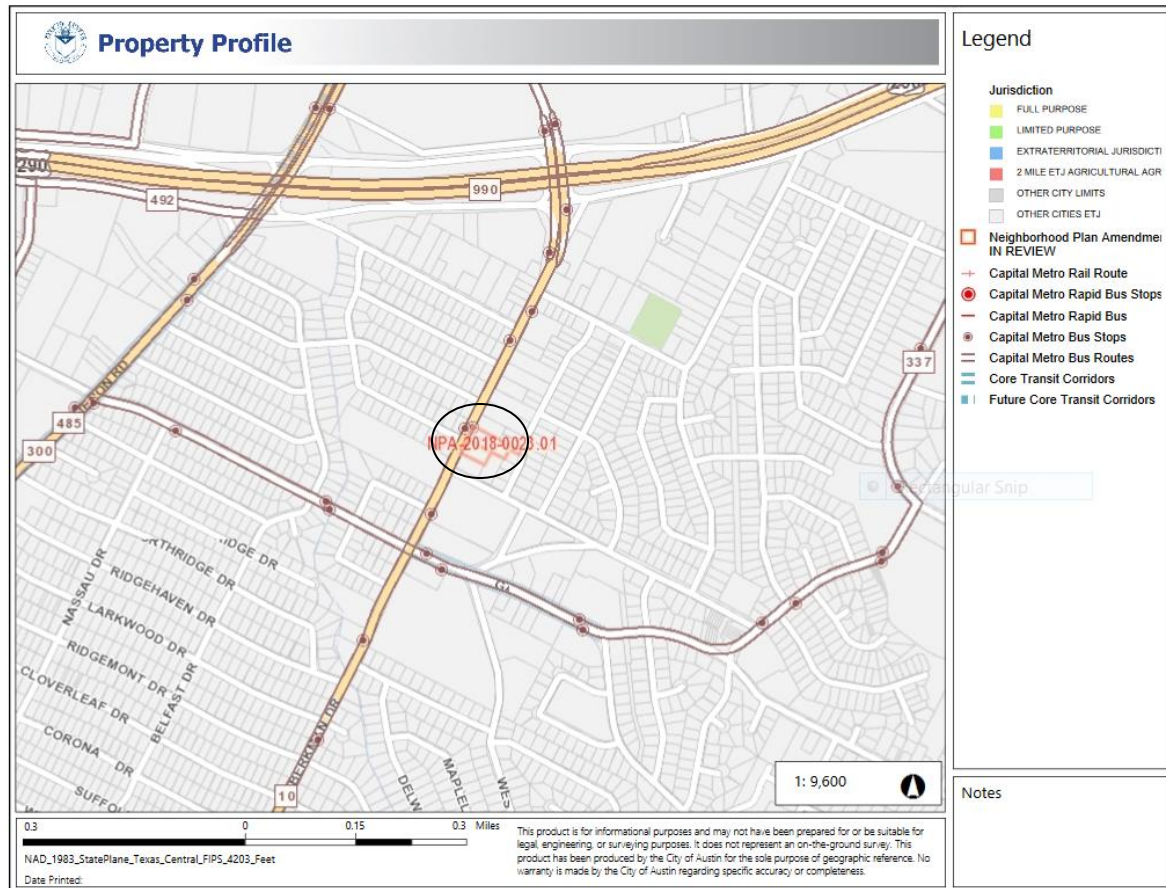 Property Profile
290
290
492
990
NPA-2018-0023.01
337
485
300
NASSAU DR
RIDGEHAVEN DR
LARKWOOD DR
RIDGEMONT DR
CLOVERLEAF DR
BELFAST DR
CORONA DR
BERKMAN DR
10
DELW
MAPLEL
WES
1: 9,600
Legend
Jurisdiction
FULL PURPOSE
LIMITED PURPOSE
EXTRATERRITORIAL JURISDICTI
2 MILE ETJ AGRICULTURAL AGR
OTHER CITY LIMITS
OTHER CITIES ETJ
Neighborhood Plan Amendme
IN REVIEW
Capital Metro Rail Route
Capital Metro Rapid Bus Stops
Capital Metro Rapid Bus
Capital Metro Bus Stops
Capital Metro Bus Routes
Core Transit Corridors
Future Core Transit Corridors
ctangular Snip
Notes
0.3 0 0.15 0.3 Miles
NAD_1983_StatePlane_Texas_Central_FIPS_4203_Feet
Date Printed:
This product is for informational purposes and may not have been prepared for or be suitable for
legal, engineering, or surveying purposes. It does not represent an on-the-ground survey. This
product has been produced by the City of Austin for the sole purpose of geographic reference. No
warranty is made by the City of Austin regarding specific accuracy or completeness.